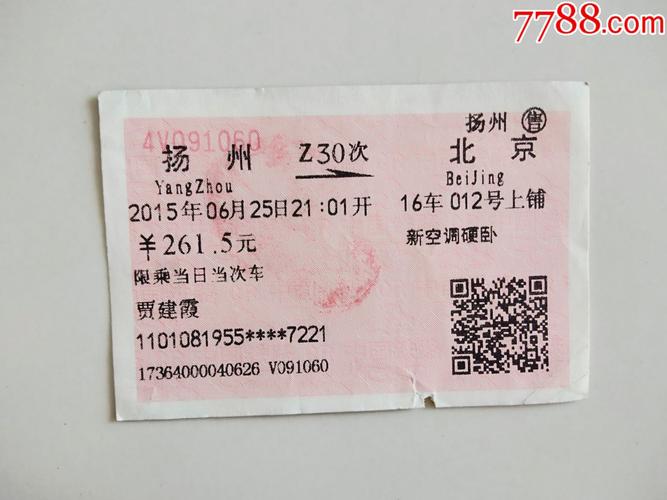 7788.com
4V091060
扬州 售
扬州 Z30次 北京
YangZhou BeiJing
2015年06月25日21:01开 16车012号上铺
￥261.5元 新空调硬卧
限乘当日当次车
贾建霞
1101081955****7221
17364000040626 V091060